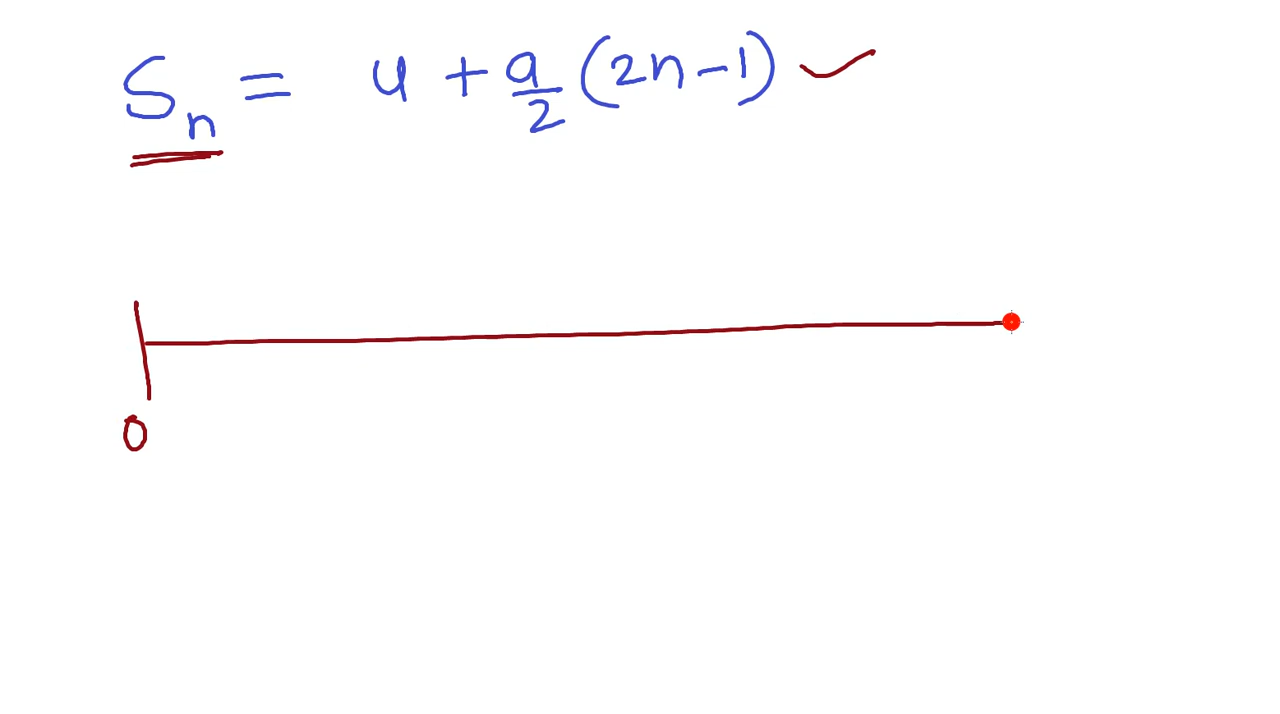 Sn = u + a/2 (2n-1) ✓
0